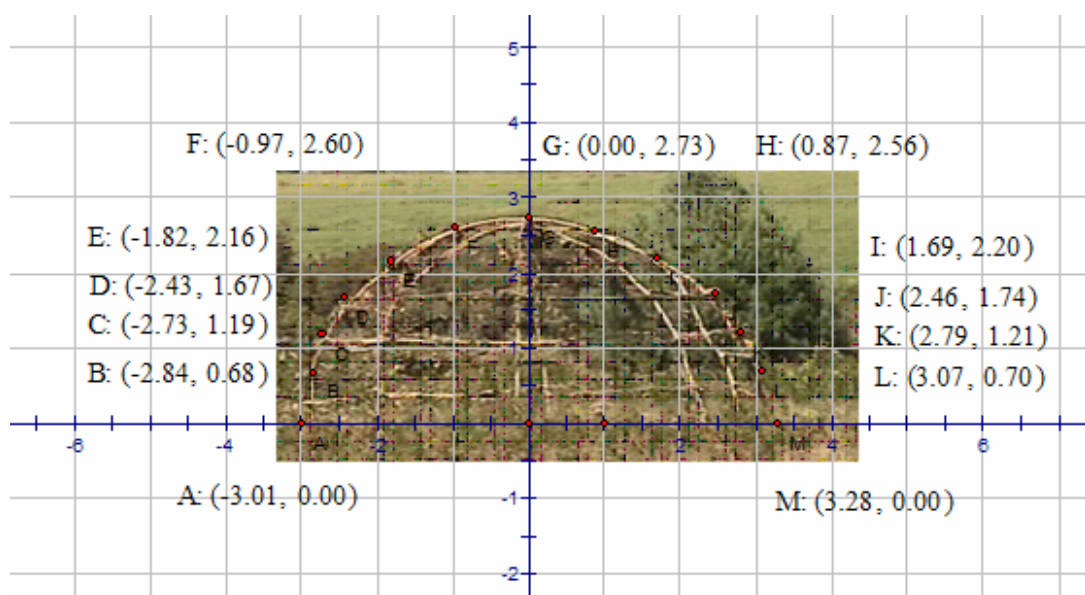 5
4
F: (-0.97, 2.60) G: (0.00, 2.73) H: (0.87, 2.56)
3
E: (-1.82, 2.16) I: (1.69, 2.20)
D: (-2.43, 1.67) J: (2.46, 1.74)
C: (-2.73, 1.19) K: (2.79, 1.21)
B: (-2.84, 0.68) L: (3.07, 0.70)
F
E
2
D
C
B L
-6 -4 A -2 2 M 4 6
A: (-3.01, 0.00) -1 M: (3.28, 0.00)
-2